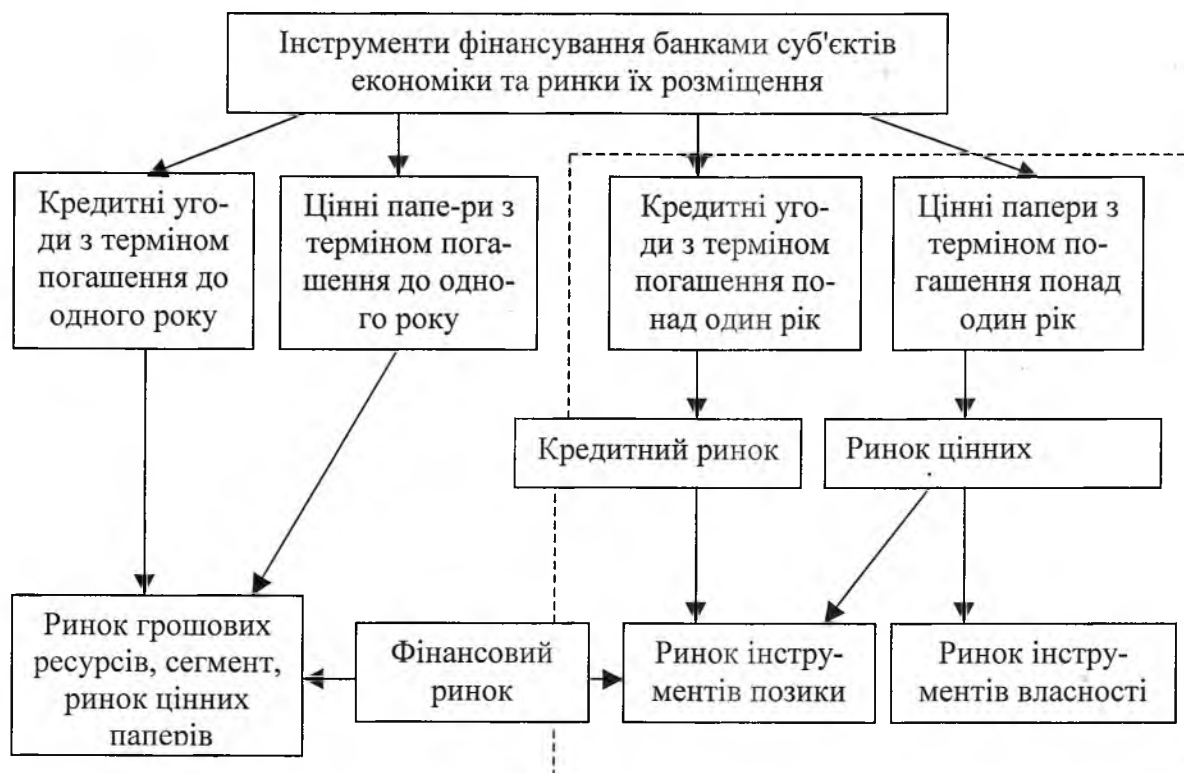 Інструменти фінансування банками суб'єктів
економіки та ринки їх розміщення
Кредитні уго-
ди з терміном
погашення до
одного року
Цінні папе-ри з
терміном пога-
шення до одно-
го року
Кредитні уго-
ди з терміном
погашення по-
над один рік
Цінні папери з
терміном по-
гашення понад
один рік
Кредитний ринок
Ринок цінних
Ринок грошових
ресурсів, сегмент,
ринок цінних
паперів
Фінансовий
ринок
Ринок інстру-
ментів позики
Ринок інстру-
ментів власності